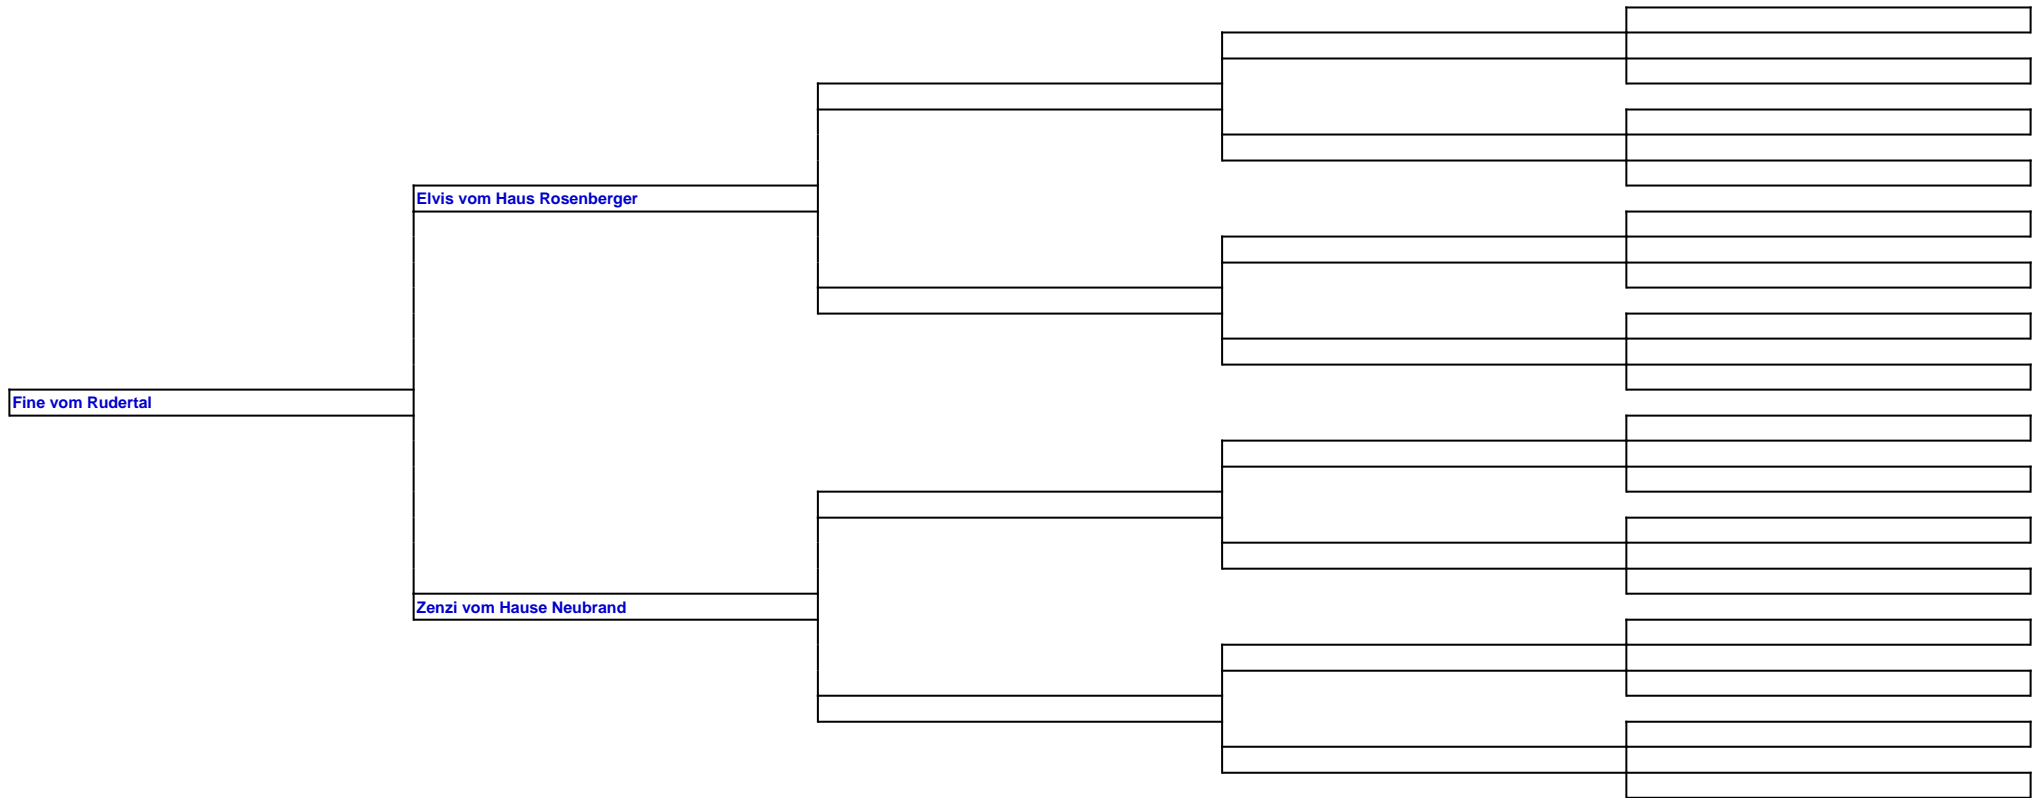 Elvis vom Haus Rosenberger
Fine vom Rudertal
Zenzi vom Hause Neubrand